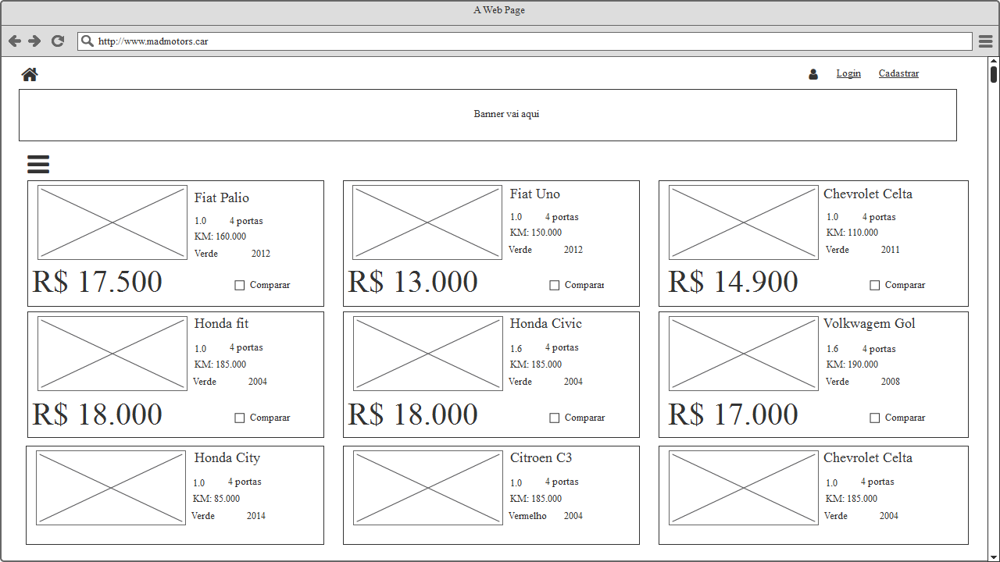 A Web Page
http://www.madmotors.car
Login Cadastrar
Banner vai aqui
Fiat Palio
1.0 4 portas
KM: 160.000
Verde 2012
R$ 17.500
Comparar
Fiat Uno
1.0 4 portas
KM: 150.000
Verde 2012
R$ 13.000
Comparar
Chevrolet Celta
1.0 4 portas
KM: 110.000
Verde 2011
R$ 14.900
Comparar
Honda fit
1.0 4 portas
KM: 185.000
Verde 2004
R$ 18.000
Comparar
Honda Civic
1.6 4 portas
KM: 185.000
Verde 2004
R$ 18.000
Comparar
Volkwagem Gol
1.6 4 portas
KM: 190.000
Verde 2008
R$ 17.000
Comparar
Honda City
1.0 4 portas
KM: 85.000
Verde 2014
Citroen C3
1.0 4 portas
KM: 185.000
Vermelho 2004
Chevrolet Celta
1.0 4 portas
KM: 185.000
Verde 2004